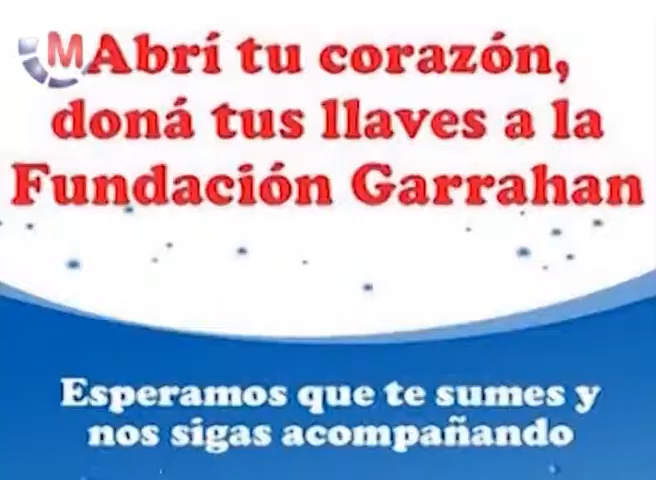 M
Abrí tu corazón,
doná tus llaves a la
Fundación Garrahan
Esperamos que te sumes y
nos sigas acompañando